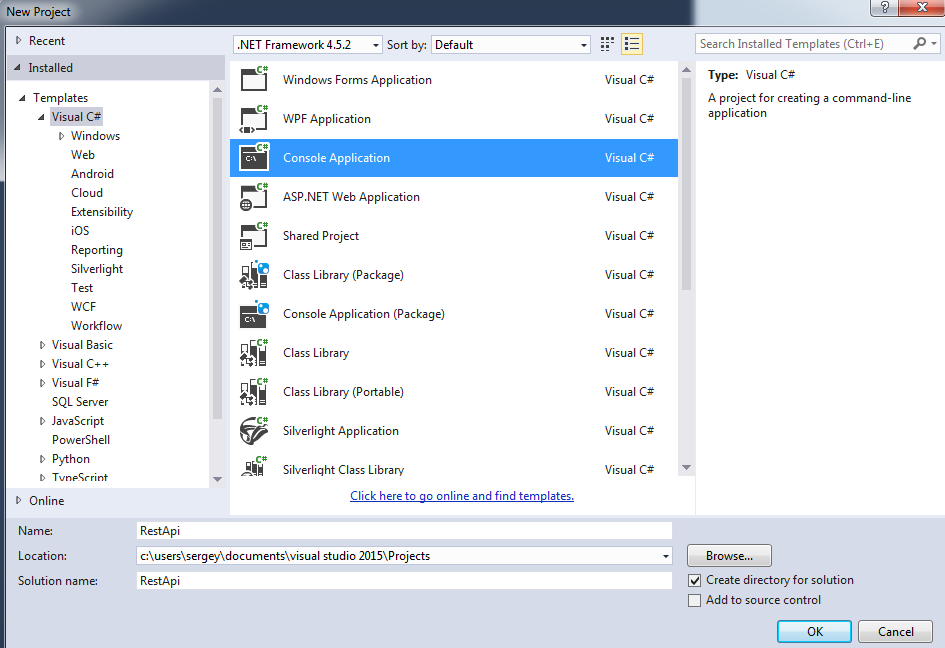 New Project
?
Recent
Installed
Templates
Visual C#
Windows
Web
Android
Cloud
Extensibility
iOS
Reporting
Silverlight
Test
WCF
Workflow
Visual Basic
Visual C++
Visual F#
SQL Server
JavaScript
PowerShell
Python
TypeScript
Online
.NET Framework 4.5.2 Sort by: Default
Windows Forms Application Visual C#
WPF Application Visual C#
Console Application Visual C#
ASP.NET Web Application Visual C#
Shared Project Visual C#
Class Library (Package) Visual C#
Console Application (Package) Visual C#
Class Library Visual C#
Class Library (Portable) Visual C#
Silverlight Application Visual C#
Silverlight Class Library Visual C#
Click here to go online and find templates.
Search Installed Templates (Ctrl+E)
Type: Visual C#
A project for creating a command-line
application
Name: RestApi
Location: c:\users\sergey\documents\visual studio 2015\Projects
Solution name: RestApi
Browse...
Create directory for solution
Add to source control
OK Cancel